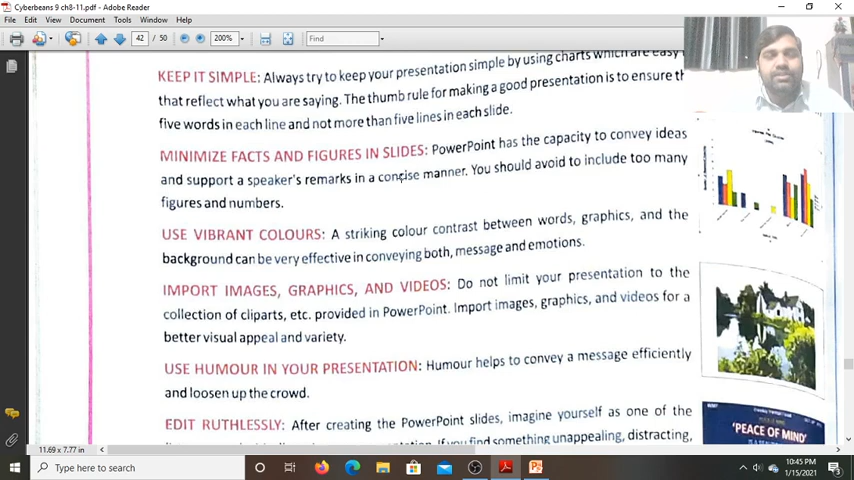 Cyberbeans 9 ch8-11.pdf - Adobe Reader
File Edit View Document Tools Window Help
42 / 50 200% Find
KEEP IT SIMPLE: Always try to keep your presentation simple by using charts which are easy
that reflect what you are saying. The thumb rule for making a good presentation is to ensure th
five words in each line and not more than five lines in each slide.
MINIMIZE FACTS AND FIGURES IN SLIDES: PowerPoint has the capacity to convey ideas
and support a speaker's remarks in a concise manner. You should avoid to include too many
figures and numbers.
USE VIBRANT COLOURS: A striking colour contrast between words, graphics, and the
background can be very effective in conveying both, message and emotions.
IMPORT IMAGES, GRAPHICS, AND VIDEOS: Do not limit your presentation to the
collection of cliparts, etc. provided in PowerPoint. Import images, graphics, and videos for a
better visual appeal and variety.
USE HUMOUR IN YOUR PRESENTATION: Humour helps to convey a message efficiently
and loosen up the crowd.
EDIT RUTHLESSLY: After creating the PowerPoint slides, imagine yourself as one of the
If you find something unappealing, distracting,
'PEACE OF MIND'
11.69 x 7.77 in
Type here to search
10:45 PM
1/15/2021